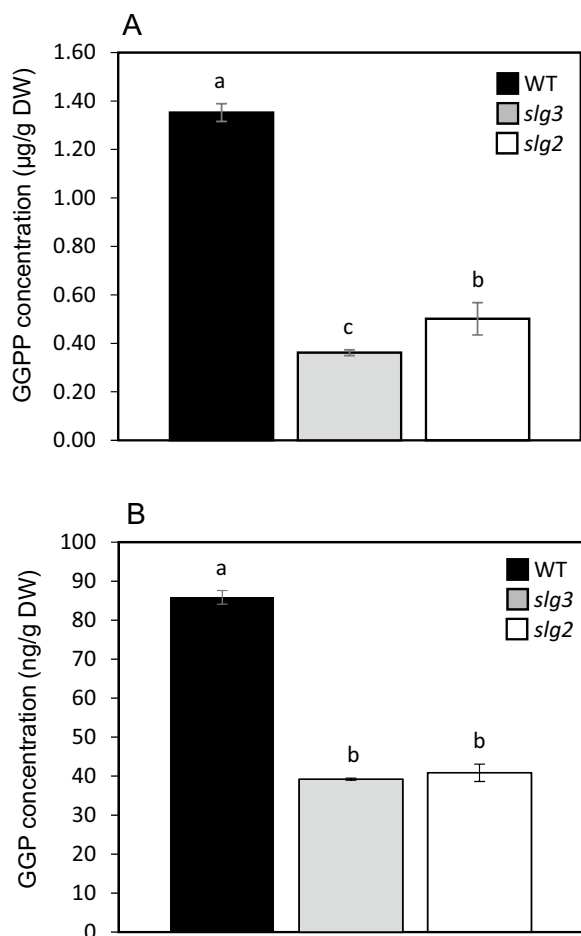 A
GGPP concentration (µg/g DW)
1.60
1.40
1.20
1.00
0.80
0.60
0.40
0.20
0.00
a
c
b
WT
slg3
slg2
B
GGP concentration (ng/g DW)
100
90
80
70
60
50
40
30
20
10
0
a
b
b
WT
slg3
slg2